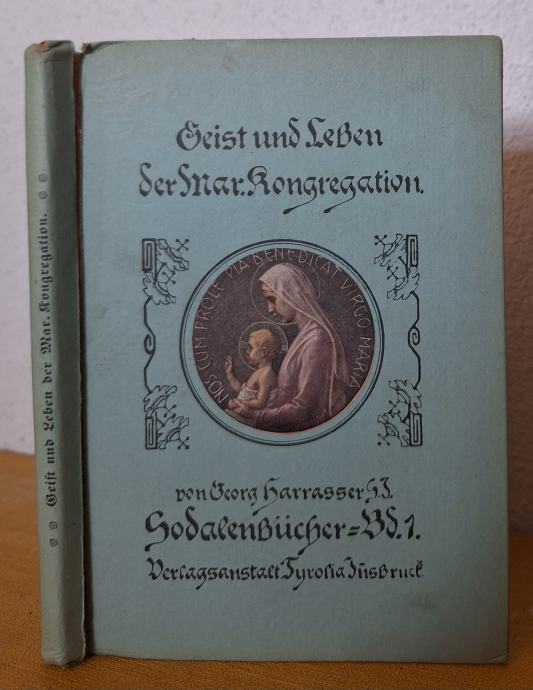 Geist und Leben der Mar. Kongregation.
Geist und Leben
der Mar. Kongregation.
NOS CUM PROLE PIA BENEDICAT VIRGO MARIA
von Georg Harrasser S.J.
Sodalenbücher=Bd.1.
Verlagsanstalt Tyrolia Insbruck